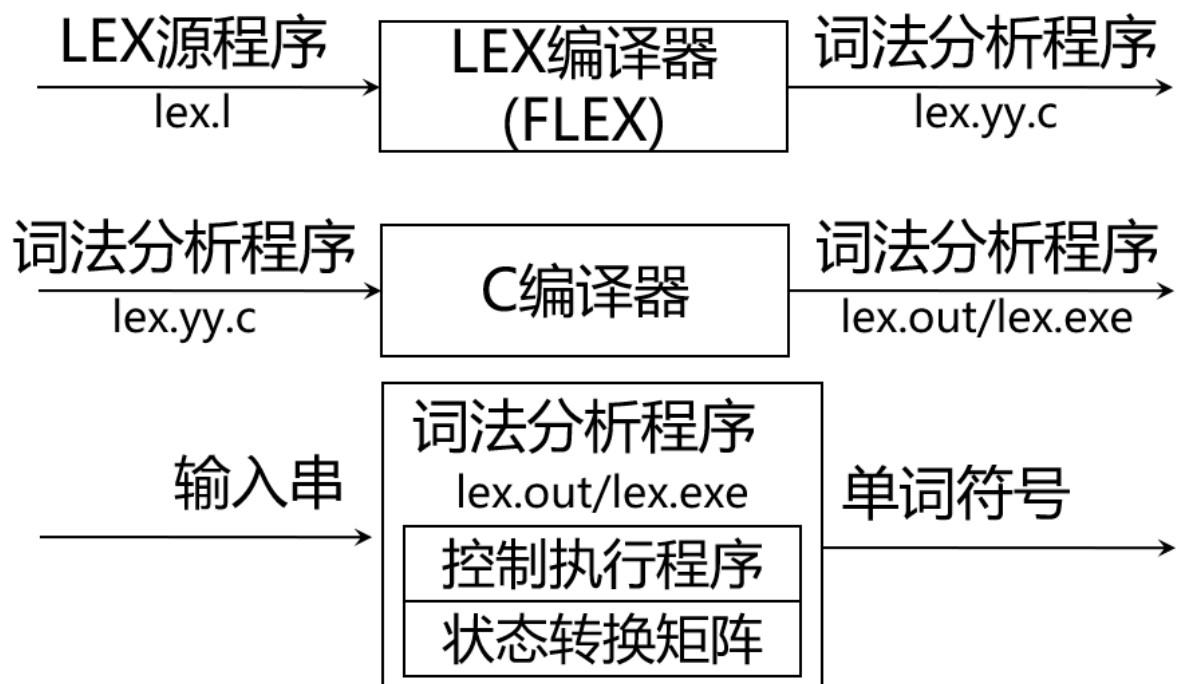 LEX源程序
lex.l
LEX编译器
(FLEX)
词法分析程序
lex.yy.c
词法分析程序
lex.yy.c
C编译器
词法分析程序
lex.out/lex.exe
输入串
词法分析程序
lex.out/lex.exe
控制执行程序
状态转换矩阵
单词符号